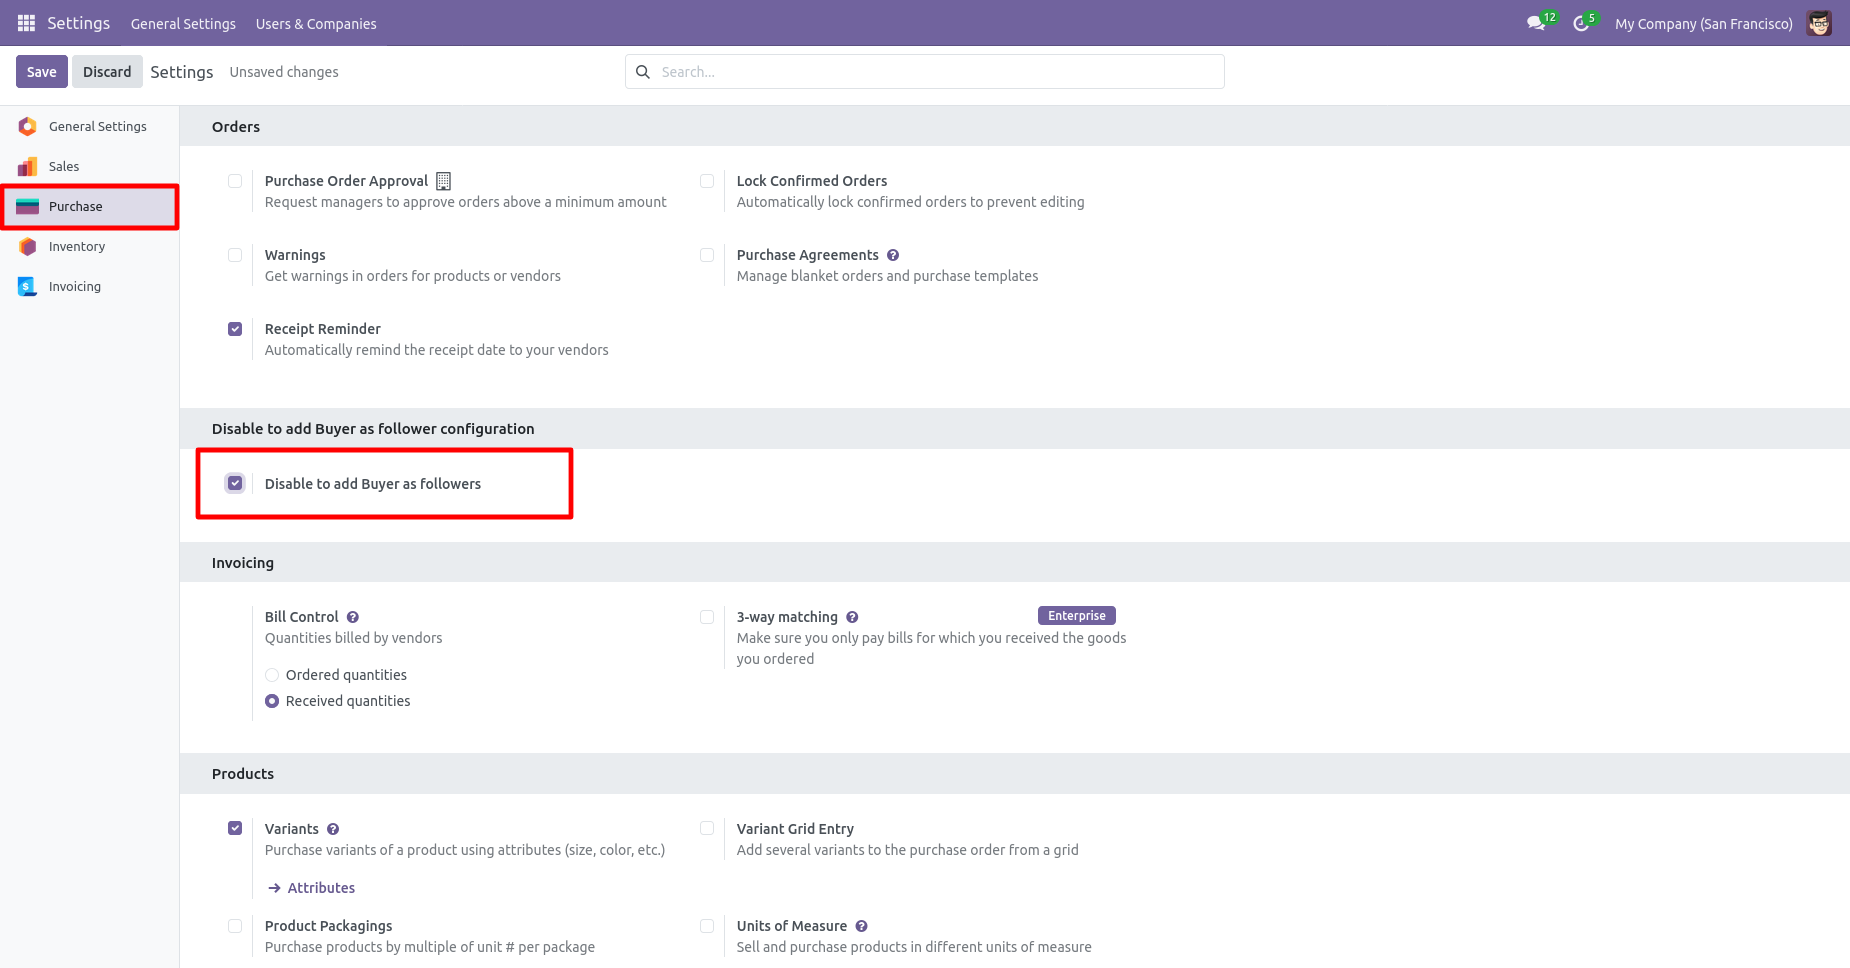 Settings General Settings Users & Companies 12 5 My Company (San Francisco)
Save Discard Settings Unsaved changes Search...
General Settings
Sales
Purchase
Inventory
Invoicing
Orders
Purchase Order Approval
Request managers to approve orders above a minimum amount
Lock Confirmed Orders
Automatically lock confirmed orders to prevent editing
Warnings
Get warnings in orders for products or vendors
Purchase Agreements ?
Manage blanket orders and purchase templates
Receipt Reminder
Automatically remind the receipt date to your vendors
Disable to add Buyer as follower configuration
Disable to add Buyer as followers
Invoicing
Bill Control ?
Quantities billed by vendors
Ordered quantities
Received quantities
3-way matching ? Enterprise
Make sure you only pay bills for which you received the goods
you ordered
Products
Variants ?
Purchase variants of a product using attributes (size, color, etc.)
Attributes
Variant Grid Entry
Add several variants to the purchase order from a grid
Product Packagings
Purchase products by multiple of unit # per package
Units of Measure ?
Sell and purchase products in different units of measure